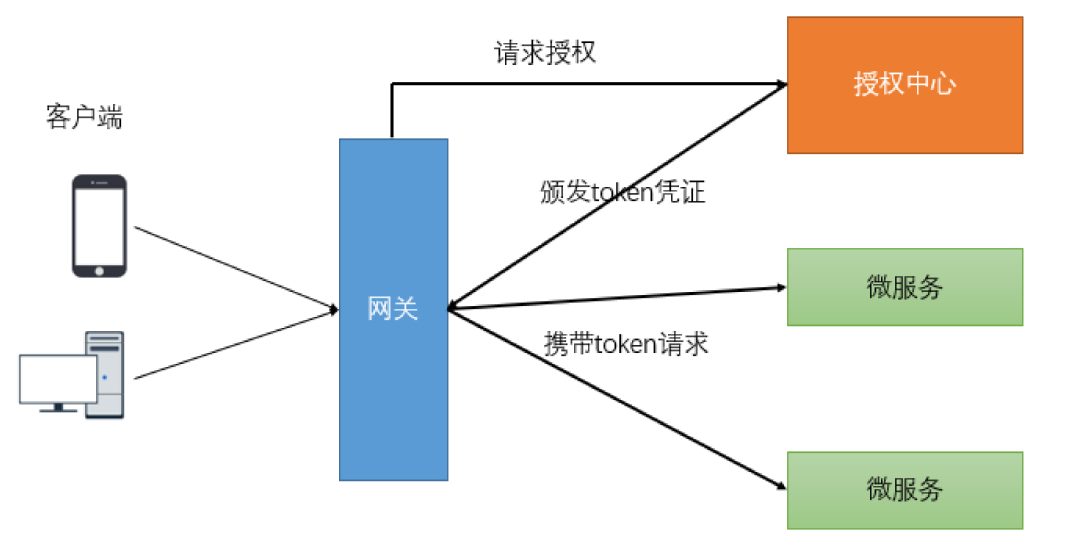 请求授权
授权中心
客户端
颁发token凭证
微服务
网关
携带token请求
微服务